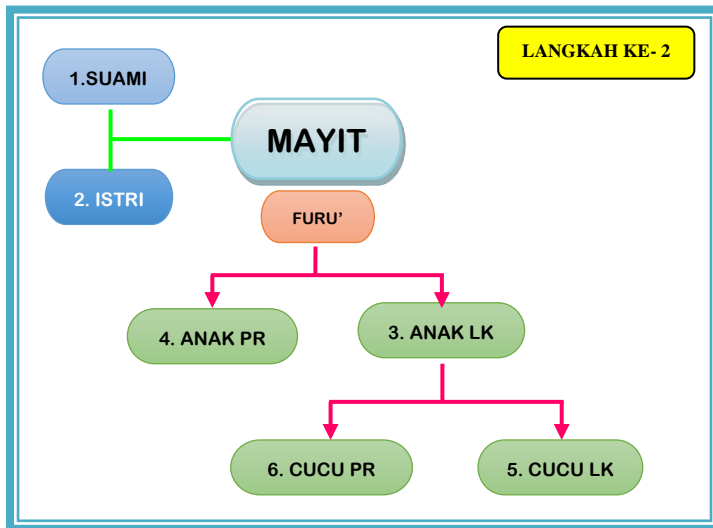 LANGKAH KE- 2
1.SUAMI
MAYIT
2. ISTRI
FURU’
4. ANAK PR
3. ANAK LK
6. CUCU PR
5. CUCU LK